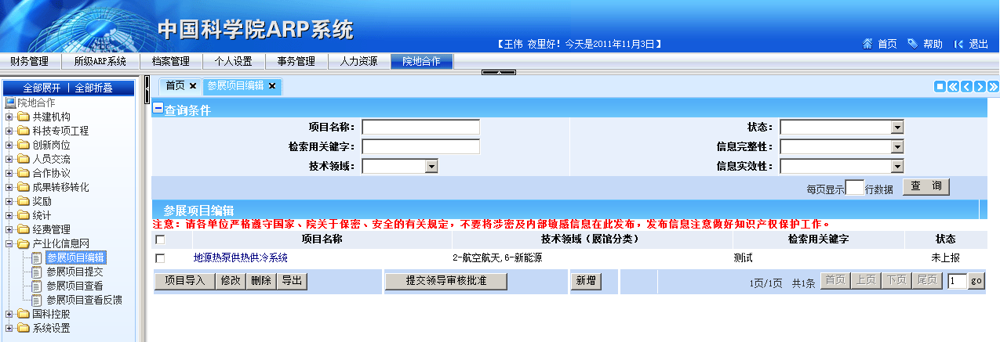 中国科学院ARP系统
【王伟 夜里好！今天是2011年11月3日】
首页 帮助 退出
财务管理 所级ARP系统 档案管理 个人设置 事务管理 人力资源 院地合作
全部展开 | 全部折叠
院地合作
共建机构
科技专项工程
创新岗位
人员交流
合作协议
成果转移转化
奖励
统计
经费管理
产业化信息网
参展项目编辑
参展项目提交
参展项目查看
参展项目查看反馈
国科控股
系统设置
首页 参展项目编辑
查询条件
项目名称： 状态：
检索用关键字： 信息完整性：
技术领域： 信息实效性：
每页显示 行数据 查 询
参展项目编辑
注意：请各单位严格遵守国家、院关于保密、安全的有关规定，不要将涉密及内部敏感信息在此发布，发布信息注意做好知识产权保护工作。
项目名称 技术领域（展馆分类） 检索用关键字 状态
地源热泵供热供冷系统 2-航空航天,6-新能源 测试 未上报
项目导入 修改 删除 导出 提交领导审核批准 新增 1页/1页 共1条 首页 上页 下页 尾页 1 go